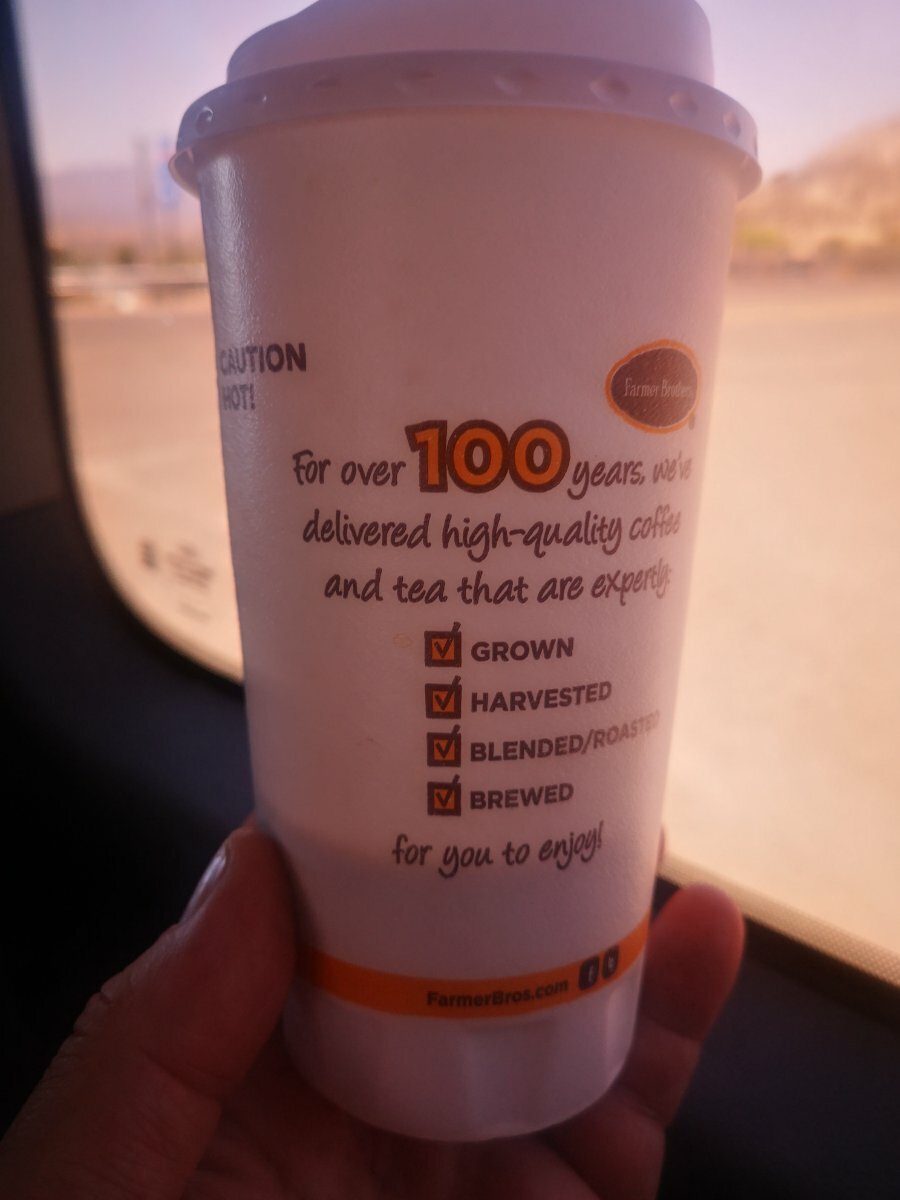 CAUTION
HOT!
Farmer Brothers
For over 100 years, we've
delivered high-quality coffee
and tea that are expertly:
GROWN
HARVESTED
BLENDED/ROASTED
BREWED
for you to enjoy!
FarmerBros.com